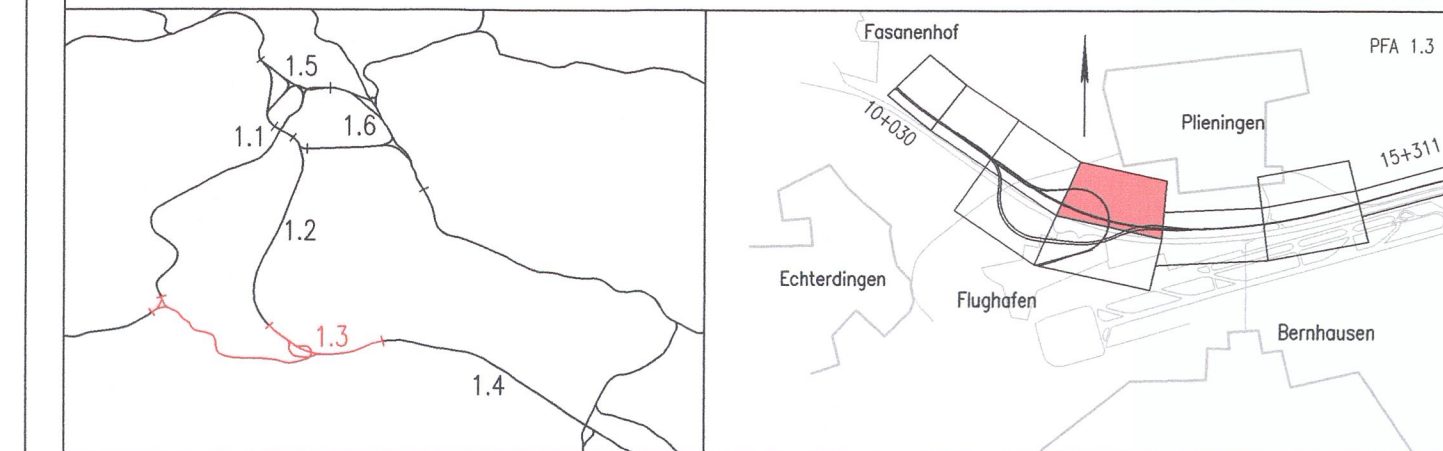 1.5
1.1
1.6
1.2
1.3
1.4
Fasanenhof
PFA 1.3
10+030
Plieningen
15+311
Echterdingen
Flughafen
Bernhausen